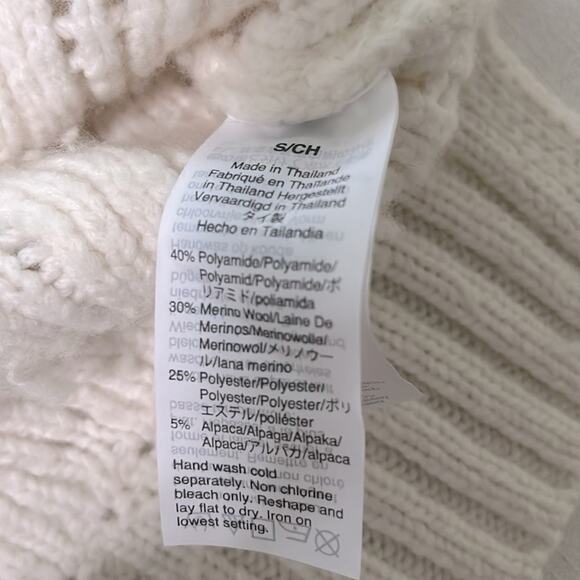 S/CH
Made in Thailand
Fabriqué en Thaïlande
in Thailand Hergestellt
Vervaardigd in Thailand
タイ製
Hecho en Tailandia
40% Polyamide/Polyamide/
Polyamid/Polyamide/ポ
リアミド/poliamida
30% Merino Wool/Laine De
Merinos/Merinowolle/
Merinowol/メリノウー
ル/lana merino
25% Polyester/Polyester/
Polyester/Polyester/ポリ
エステル/poliéster
5% Alpaca/Alpaga/Alpaka/
Alpaca/アルパカ/alpaca
Hand wash cold
separately. Non chlorine
bleach only. Reshape and
lay flat to dry. Iron on
lowest setting.